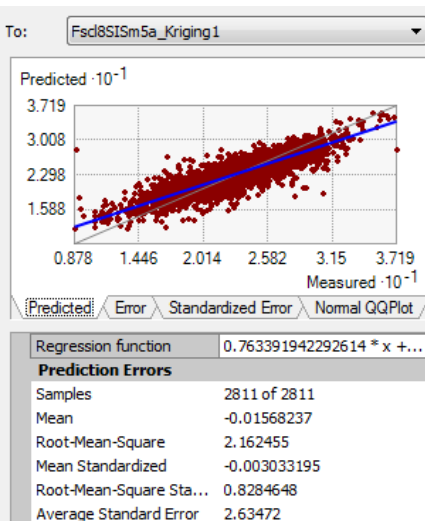 To: Fscl8SISm5a_Kriging1
Predicted ·10-1
3.719
3.008
2.298
1.588
0.878 1.446 2.014 2.582 3.15 3.719
Measured ·10-1
Predicted Error Standardized Error Normal QQPlot
Regression function 0.763391942292614 * x +...
Prediction Errors
Samples 2811 of 2811
Mean -0.01568237
Root-Mean-Square 2.162455
Mean Standardized -0.003033195
Root-Mean-Square Sta... 0.8284648
Average Standard Error 2.63472